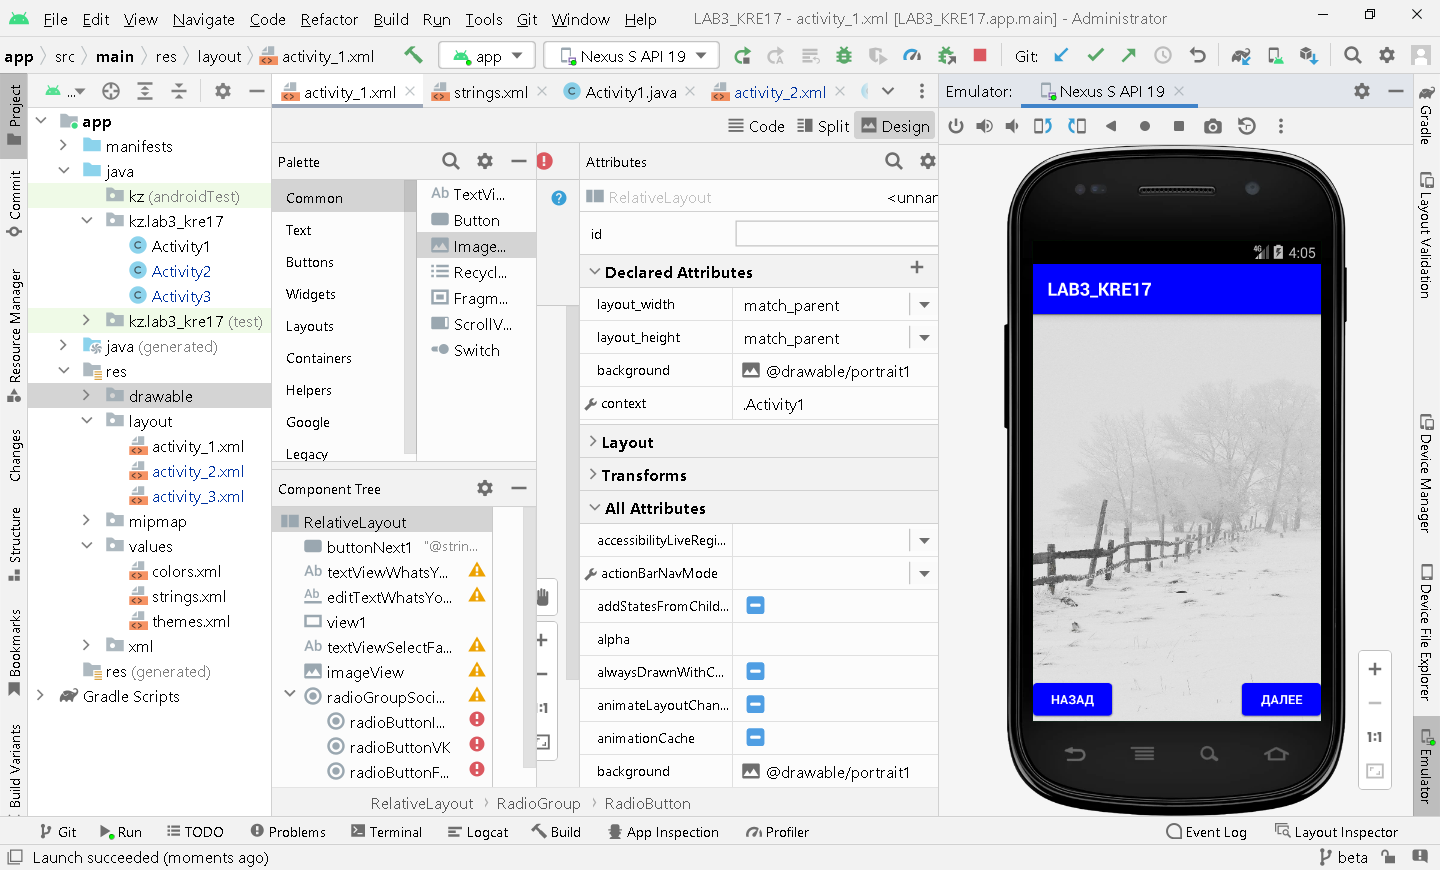 File Edit View Navigate Code Refactor Build Run Tools Git Window Help LAB3_KRE17 - activity_1.xml [LAB3_KRE17.app.main] - Administrator
app src main res layout activity_1.xml app Nexus S API 19 Git:
Project
Commit
Resource Manager
Changes
Structure
Bookmarks
Build Variants
...
app
manifests
java
kz (androidTest)
kz.lab3_kre17
Activity1
Activity2
Activity3
kz.lab3_kre17 (test)
java (generated)
res
drawable
layout
activity_1.xml
activity_2.xml
activity_3.xml
mipmap
values
colors.xml
strings.xml
themes.xml
xml
res (generated)
Gradle Scripts
activity_1.xml strings.xml Activity1.java activity_2.xml
Code Split Design
Palette
Common
Text
Buttons
Widgets
Layouts
Containers
Helpers
Google
Legacy
Ab TextVi...
Button
Image...
Recycl...
Fragm...
ScrollV...
Switch
Component Tree
RelativeLayout
buttonNext1 "@strin...
Ab textViewWhatsY...
Ab editTextWhatsYo...
view1
Ab textViewSelectFa...
imageView
radioGroupSoci...
radioButtonI...
radioButtonVK
radioButtonF...
:1
Attributes
RelativeLayout <unnar
id
Declared Attributes
layout_width match_parent
layout_height match_parent
background @drawable/portrait1
context .Activity1
Layout
Transforms
All Attributes
accessibilityLiveRegi...
actionBarNavMode
addStatesFromChild...
alpha
alwaysDrawnWithC...
animateLayoutChan...
animationCache
background @drawable/portrait1
RelativeLayout RadioGroup RadioButton
Emulator: Nexus S API 19
4G 4:05
LAB3_KRE17
НАЗАД ДАЛЕЕ
1:1
Gradle
Layout Validation
Device Manager
Device File Explorer
Emulator
Git Run TODO Problems Terminal Logcat Build App Inspection Profiler Event Log Layout Inspector
Launch succeeded (moments ago) beta